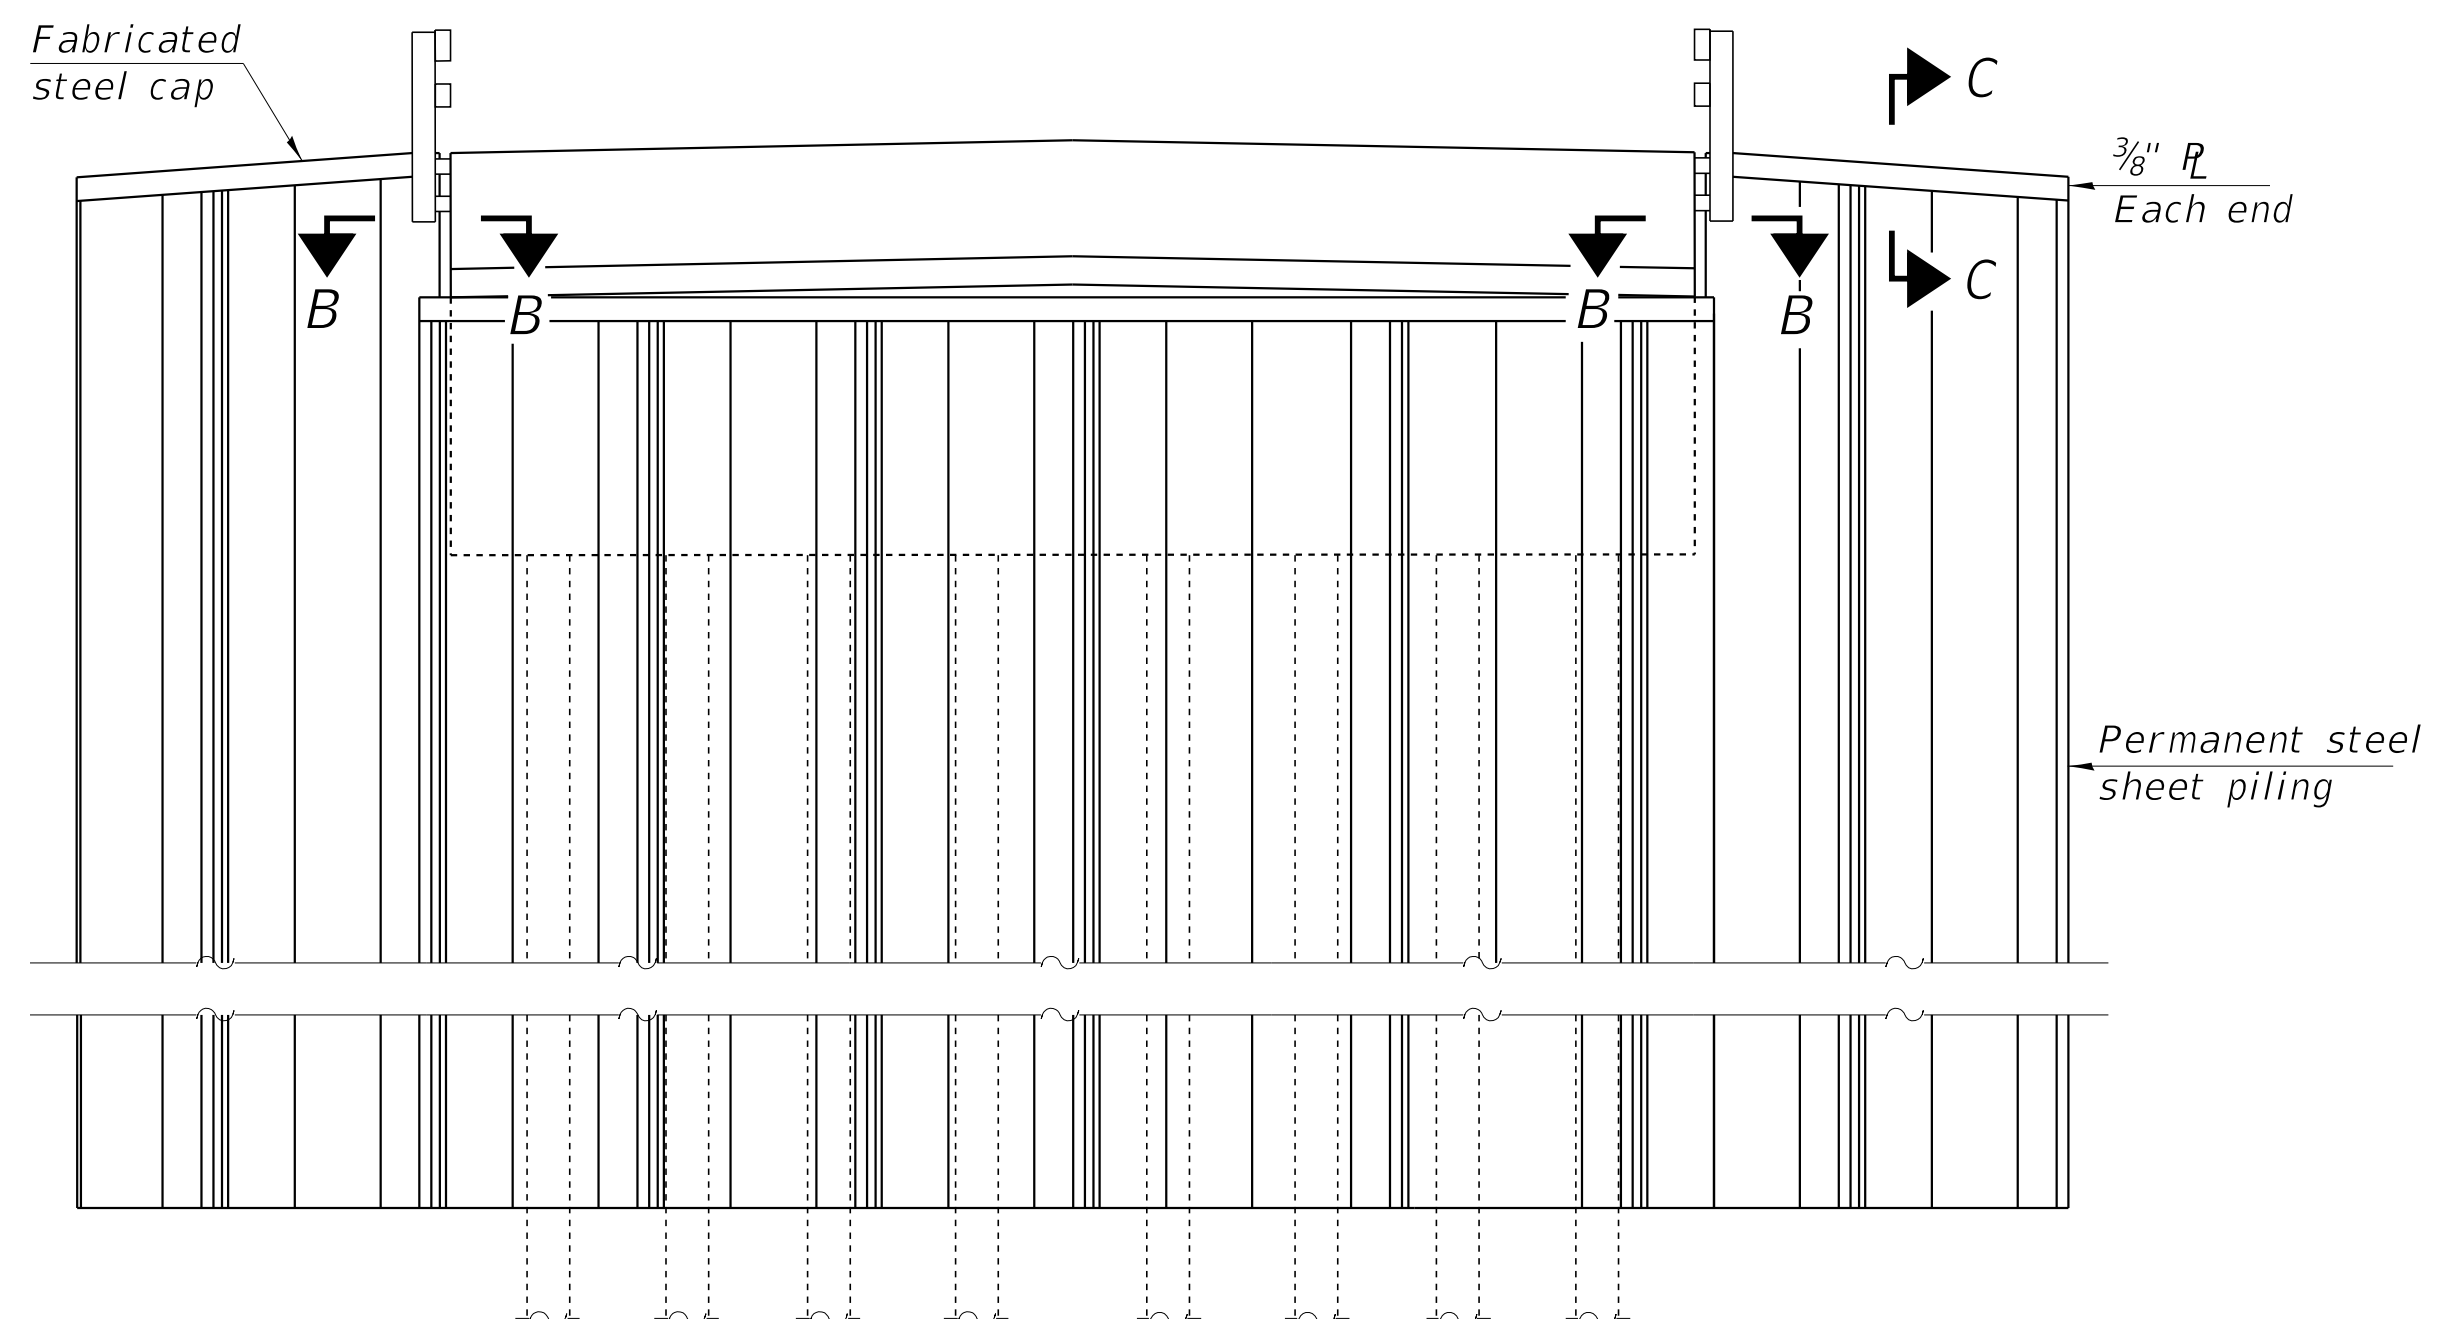 Fabricated
steel cap
C
3/8" PL
Each end
B
B
B
B
C
Permanent steel
sheet piling